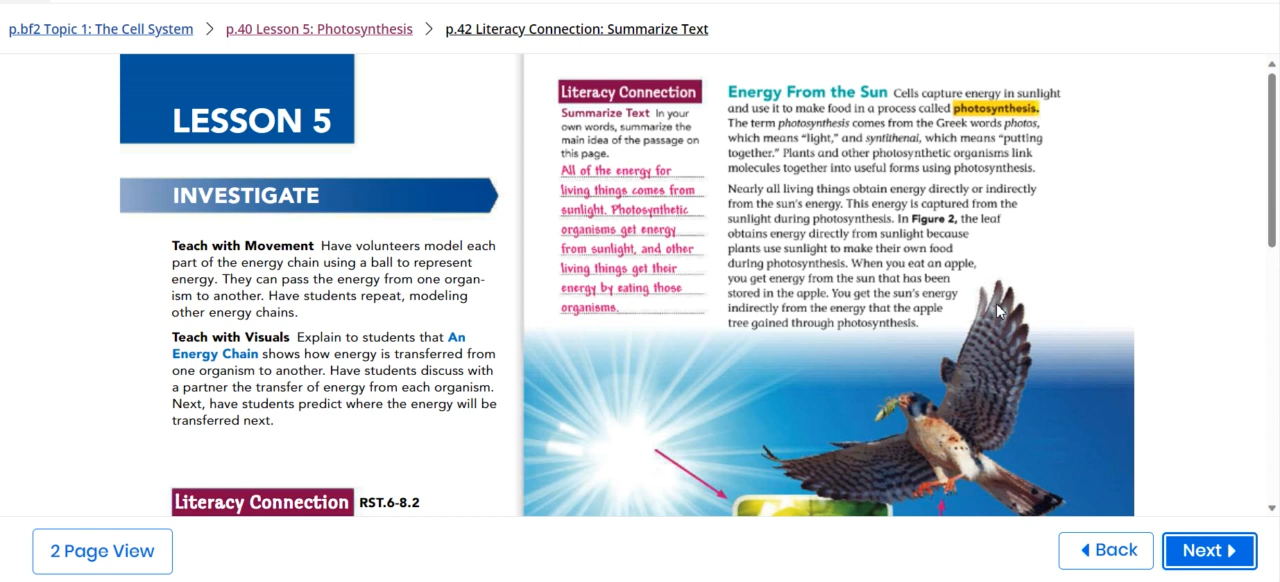 p.bf2 Topic 1: The Cell System > p.40 Lesson 5: Photosynthesis > p.42 Literacy Connection: Summarize Text
LESSON 5
INVESTIGATE
Teach with Movement Have volunteers model each
part of the energy chain using a ball to represent
energy. They can pass the energy from one organ-
ism to another. Have students repeat, modeling
other energy chains.
Teach with Visuals Explain to students that An
Energy Chain shows how energy is transferred from
one organism to another. Have students discuss with
a partner the transfer of energy from each organism.
Next, have students predict where the energy will be
transferred next.
Literacy Connection RST.6-8.2
Literacy Connection
Summarize Text In your
own words, summarize the
main idea of the passage on
this page.
All of the energy for
living things comes from
sunlight. Photosynthetic
organisms get energy
from sunlight, and other
living things get their
energy by eating those
organisms.
Energy From the Sun Cells capture energy in sunlight
and use it to make food in a process called photosynthesis.
The term photosynthesis comes from the Greek words photos,
which means “light,” and syntithenai, which means “putting
together.” Plants and other photosynthetic organisms link
molecules together into useful forms using photosynthesis.
Nearly all living things obtain energy directly or indirectly
from the sun’s energy. This energy is captured from the
sunlight during photosynthesis. In Figure 2, the leaf
obtains energy directly from sunlight because
plants use sunlight to make their own food
during photosynthesis. When you eat an apple,
you get energy from the sun that has been
stored in the apple. You get the sun’s energy
indirectly from the energy that the apple
tree gained through photosynthesis.
2 Page View
Back
Next